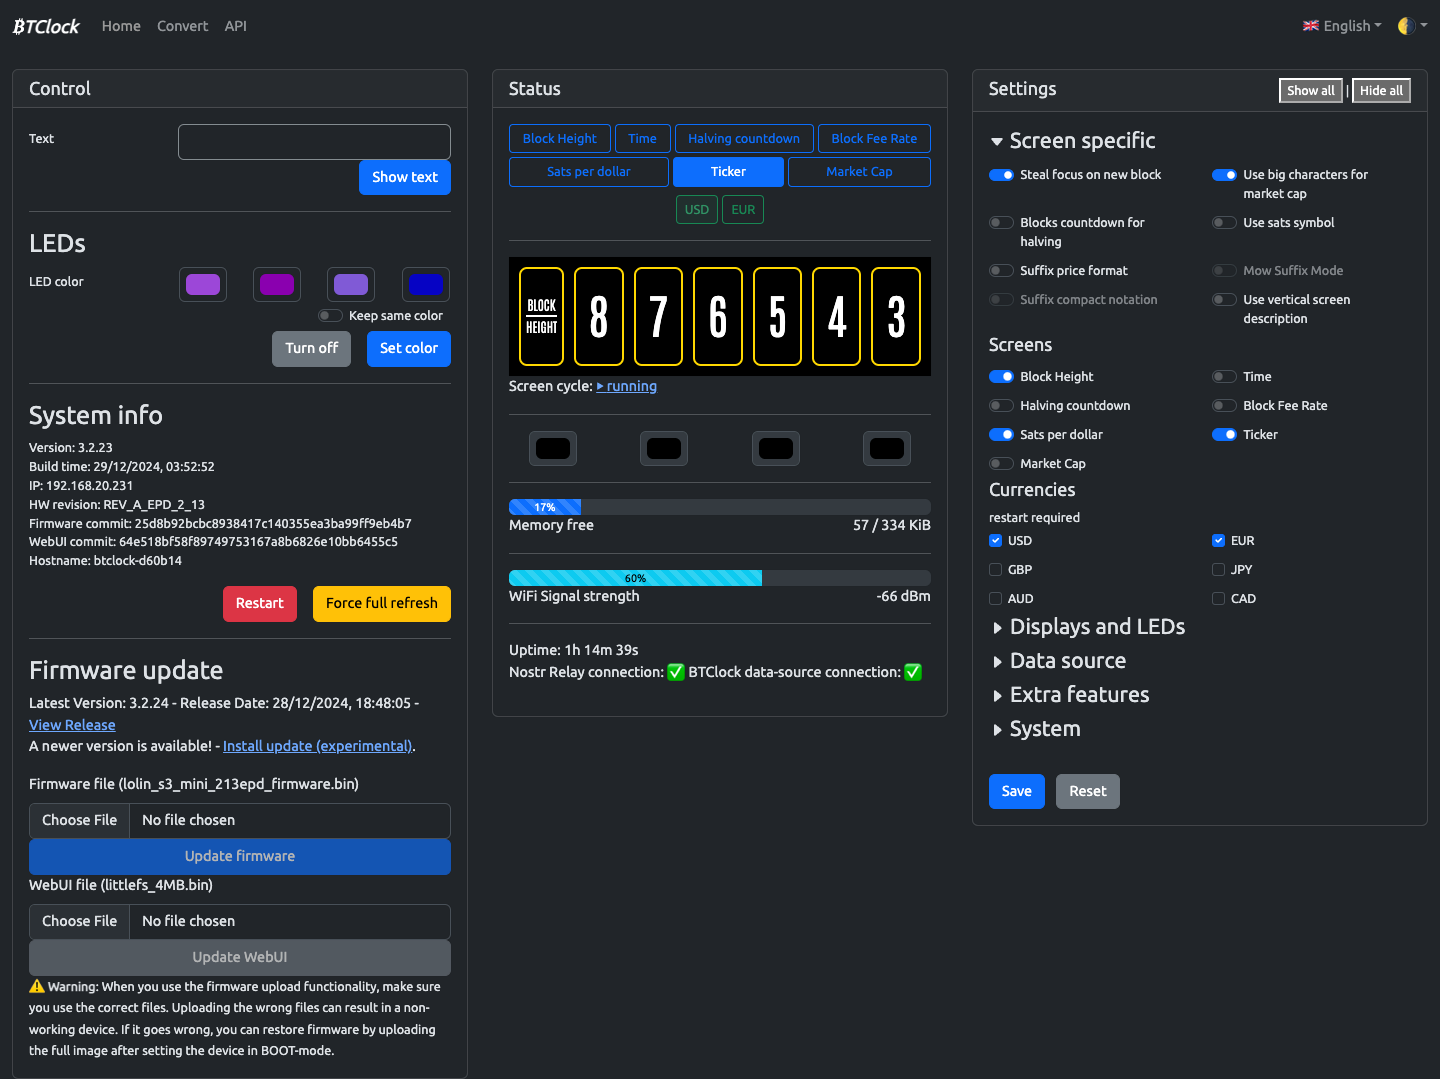 ₿TClock Home Convert API
English
Control
Text
Show text
LEDs
LED color
Keep same color
Turn off Set color
System info
Version: 3.2.23
Build time: 29/12/2024, 03:52:52
IP: 192.168.20.231
HW revision: REV_A_EPD_2_13
Firmware commit: 25d8b92bcbc8938417c140355ea3ba99ff9eb4b7
WebUI commit: 64e518bf58f89749753167a8b6826e10bb6455c5
Hostname: btclock-d60b14
Restart Force full refresh
Firmware update
Latest Version: 3.2.24 - Release Date: 28/12/2024, 18:48:05 -
View Release
A newer version is available! - Install update (experimental).
Firmware file (lolin_s3_mini_213epd_firmware.bin)
Choose File No file chosen
Update firmware
WebUI file (littlefs_4MB.bin)
Choose File No file chosen
Update WebUI
⚠️ Warning: When you use the firmware upload functionality, make sure
you use the correct files. Uploading the wrong files can result in a non-
working device. If it goes wrong, you can restore firmware by uploading
the full image after setting the device in BOOT-mode.
Status
Block Height Time Halving countdown Block Fee Rate
Sats per dollar Ticker Market Cap
USD EUR
BLOCK
HEIGHT
8 7 6 5 4 3
Screen cycle: running
17%
Memory free 57 / 334 KiB
60%
WiFi Signal strength -66 dBm
Uptime: 1h 14m 39s
Nostr Relay connection: ✅ BTClock data-source connection: ✅
Settings Show all | Hide all
Screen specific
Steal focus on new block
Use big characters for
market cap
Blocks countdown for
halving
Use sats symbol
Suffix price format
Mow Suffix Mode
Suffix compact notation
Use vertical screen
description
Screens
Block Height Time
Halving countdown Block Fee Rate
Sats per dollar Ticker
Market Cap
Currencies
restart required
USD EUR
GBP JPY
AUD CAD
Displays and LEDs
Data source
Extra features
System
Save Reset